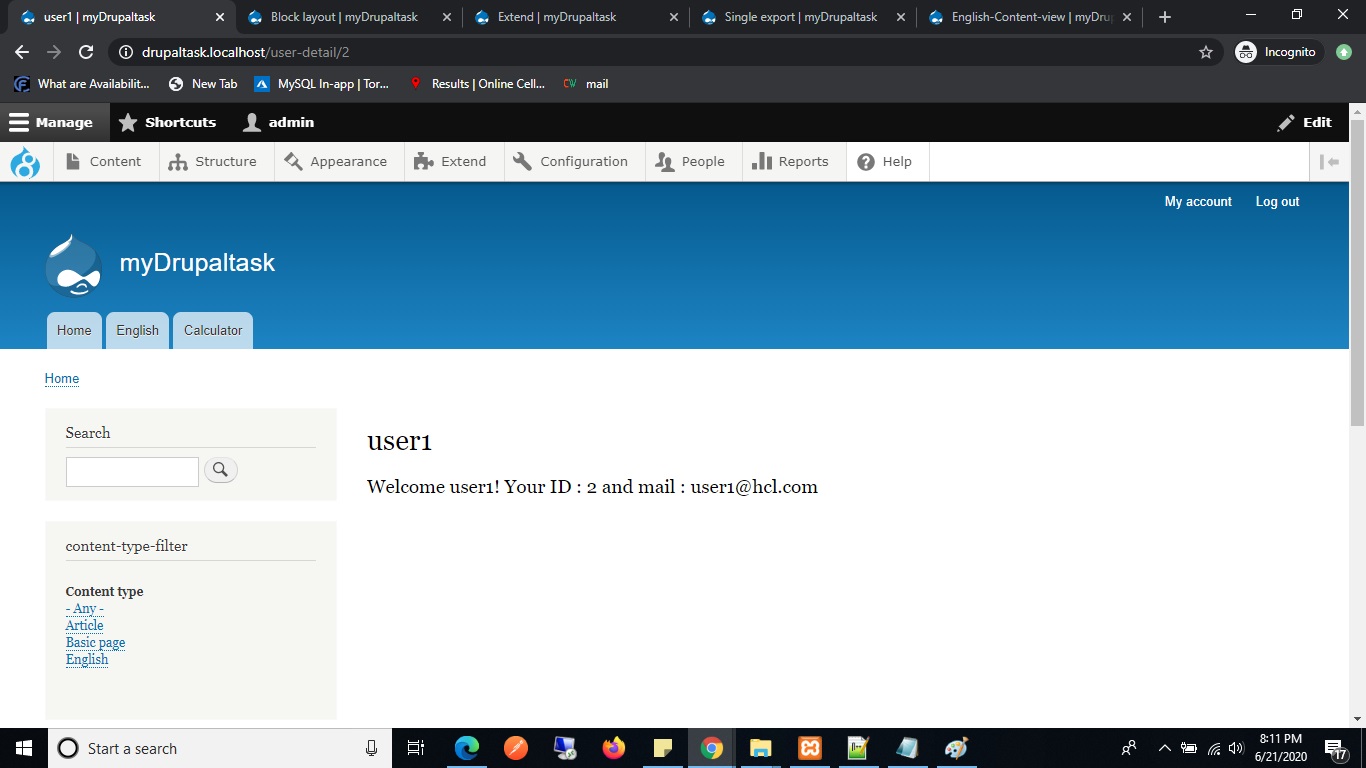 user1 | myDrupaltask
Block layout | myDrupaltask
Extend | myDrupaltask
Single export | myDrupaltask
English-Content-view | myDru
drupaltask.localhost/user-detail/2
Incognito
What are Availabilit...
New Tab
MySQL In-app | Tor...
Results | Online Cell...
CW mail
Manage
Shortcuts
admin
Edit
Content
Structure
Appearance
Extend
Configuration
People
Reports
Help
My account
Log out
myDrupaltask
Home
English
Calculator
Home
Search
user1
Welcome user1! Your ID : 2 and mail : user1@hcl.com
content-type-filter
Content type
- Any -
Article
Basic page
English
Start a search
8:11 PM
6/21/2020
17